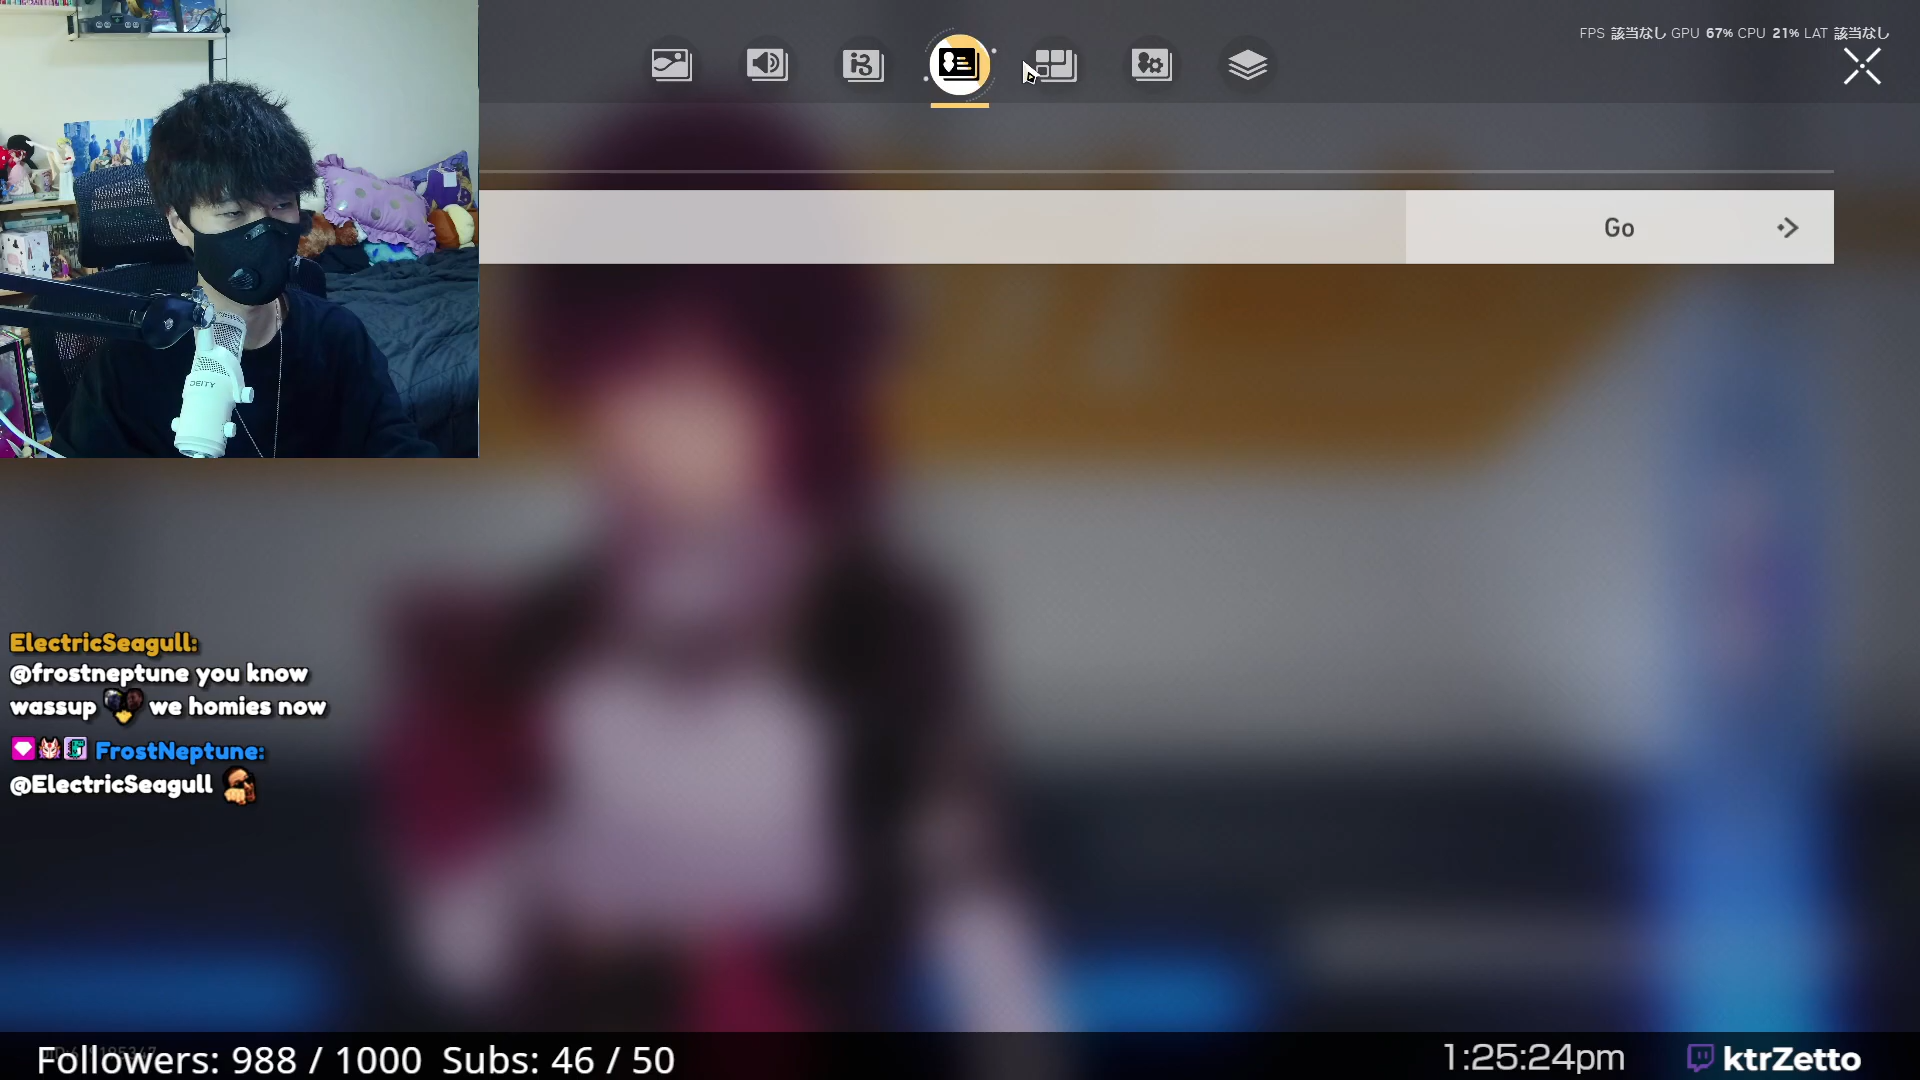 FPS 該当なし GPU 67% CPU 21% LAT 該当なし
Go
DEITY
ElectricSeagull:
@frostneptune you know
wassup we homies now
FrostNeptune:
@ElectricSeagull
Followers: 988 / 1000 Subs: 46 / 50
1:25:24pm
ktrZetto